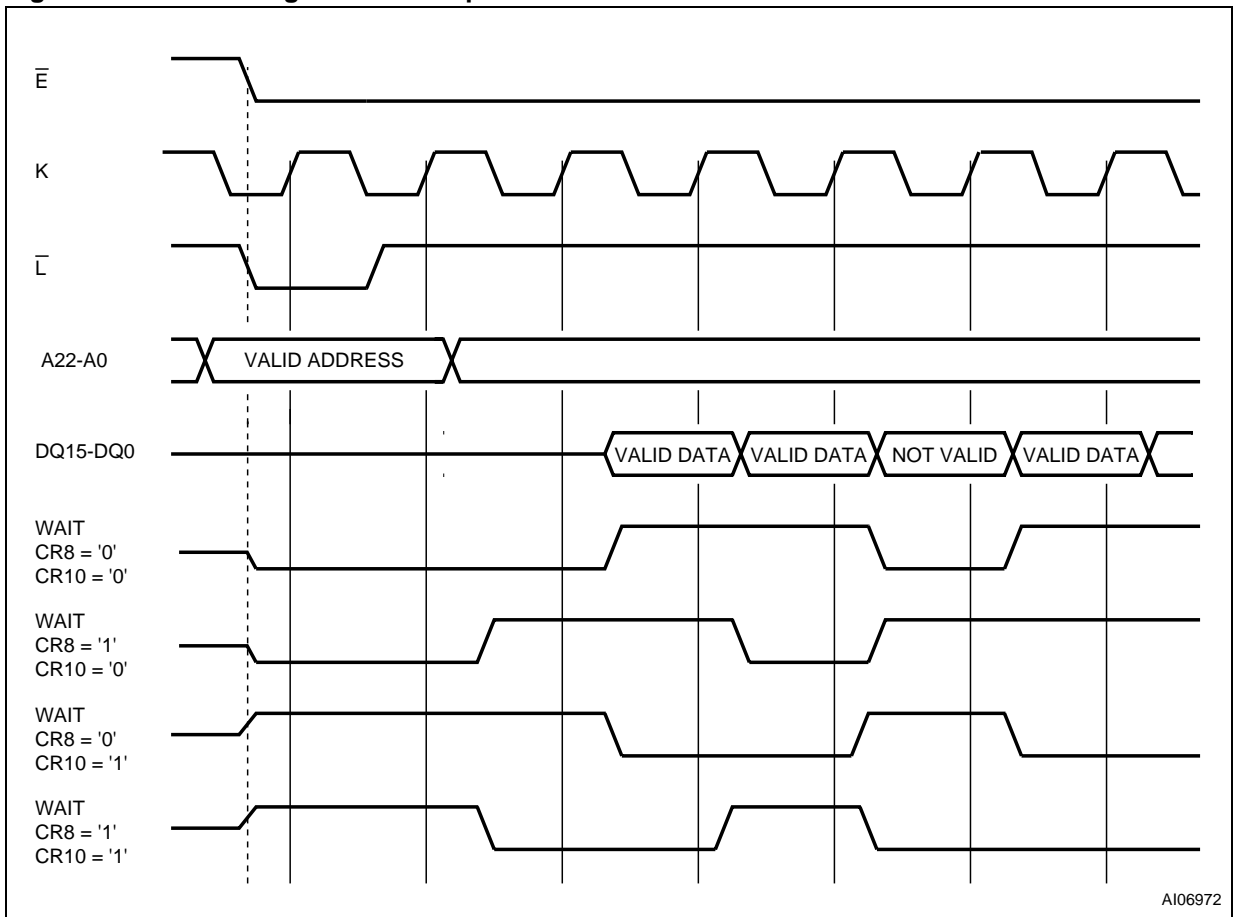 E
K
L
A22-A0
VALID ADDRESS
DQ15-DQ0
VALID DATA
VALID DATA
NOT VALID
VALID DATA
WAIT
CR8 = '0'
CR10 = '0'
WAIT
CR8 = '1'
CR10 = '0'
WAIT
CR8 = '0'
CR10 = '1'
WAIT
CR8 = '1'
CR10 = '1'
AI06972